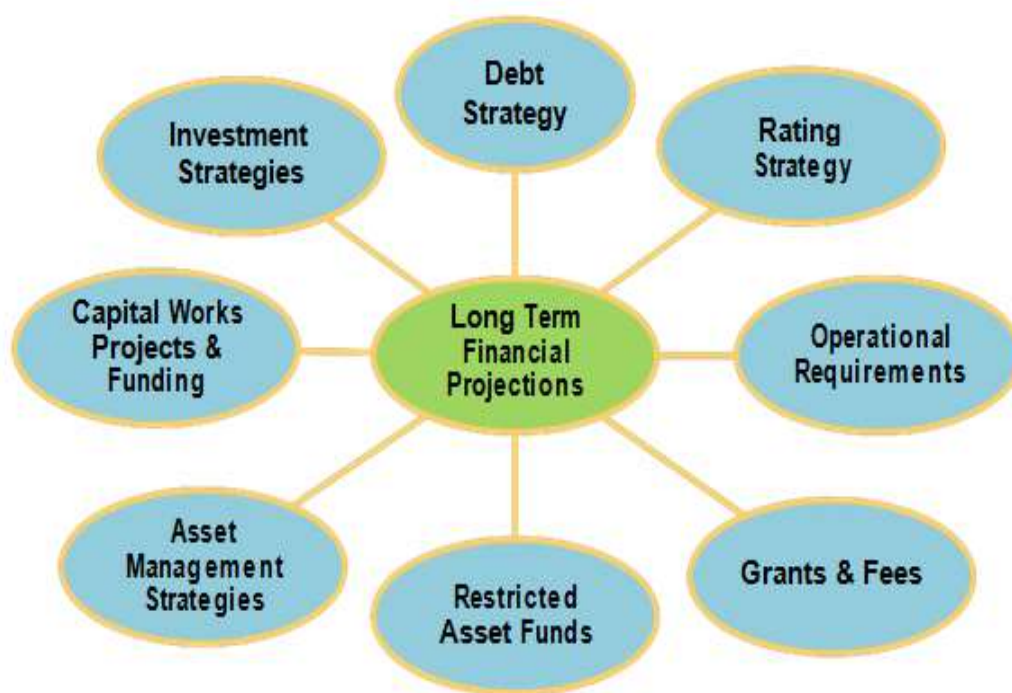 Debt
Strategy
Rating
Strategy
Investment
Strategies
Long Term
Financial
Projections
Capital Works
Projects &
Funding
Operational
Requirements
Asset
Management
Strategies
Restricted
Asset Funds
Grants & Fees